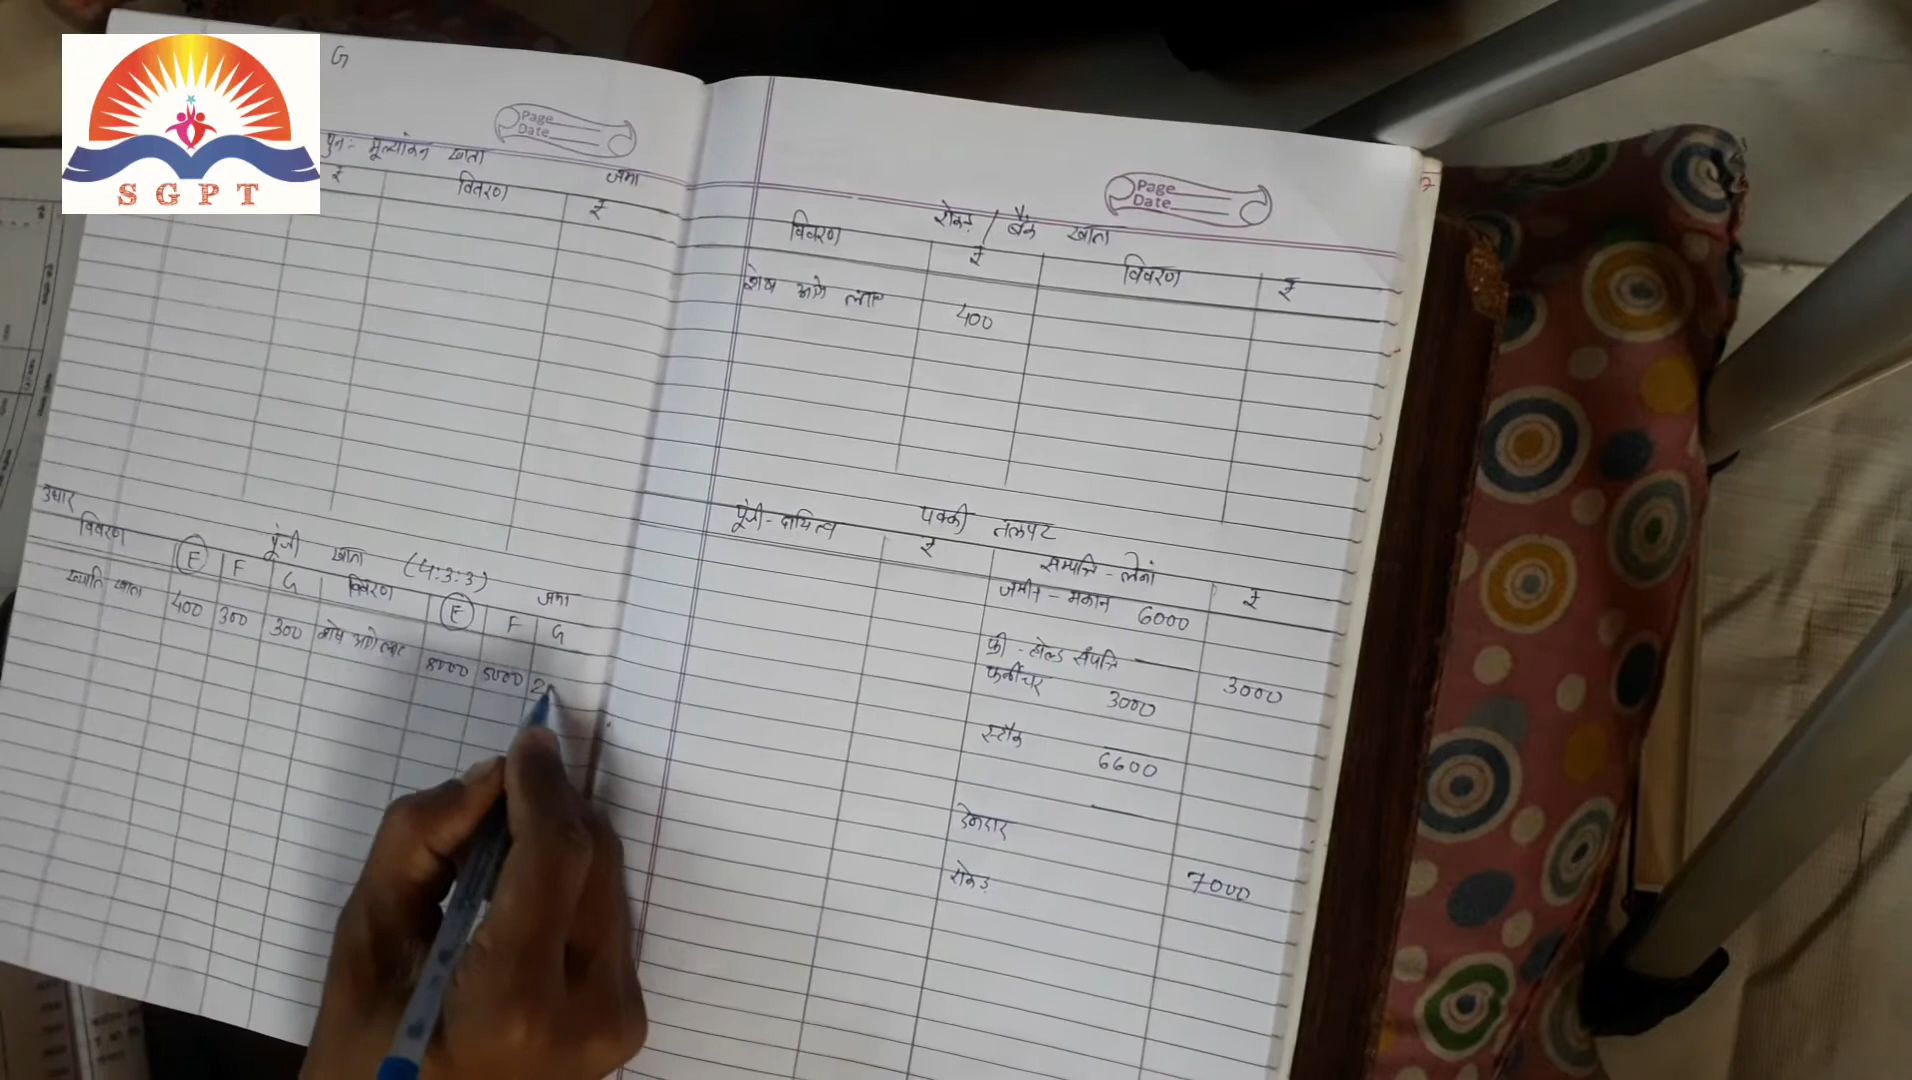 SGPT
G
Page
Date
पुनः मूल्यांकन खाता
जमा
₹ विवरण ₹
उधार
पूंजी खाता (4:3:3)
जमा
विवरण E F G विवरण E F G
ख्याति खाता 400 300 300 शेष आगे लाए 8000 5000 2
Page
Date
रोकड़ / बैंक खाता
विवरण ₹ विवरण ₹
शेष आगे लाए 400
पक्की तलपट
पूंजी - दायित्व ₹ सम्पत्ति - लेनां ₹
जमीन - मकान 6000
फ्री - होल्ड संपत्ति 3000
फर्नीचर 3000
स्टॉक 6600
देनदार 7000
रोकड़